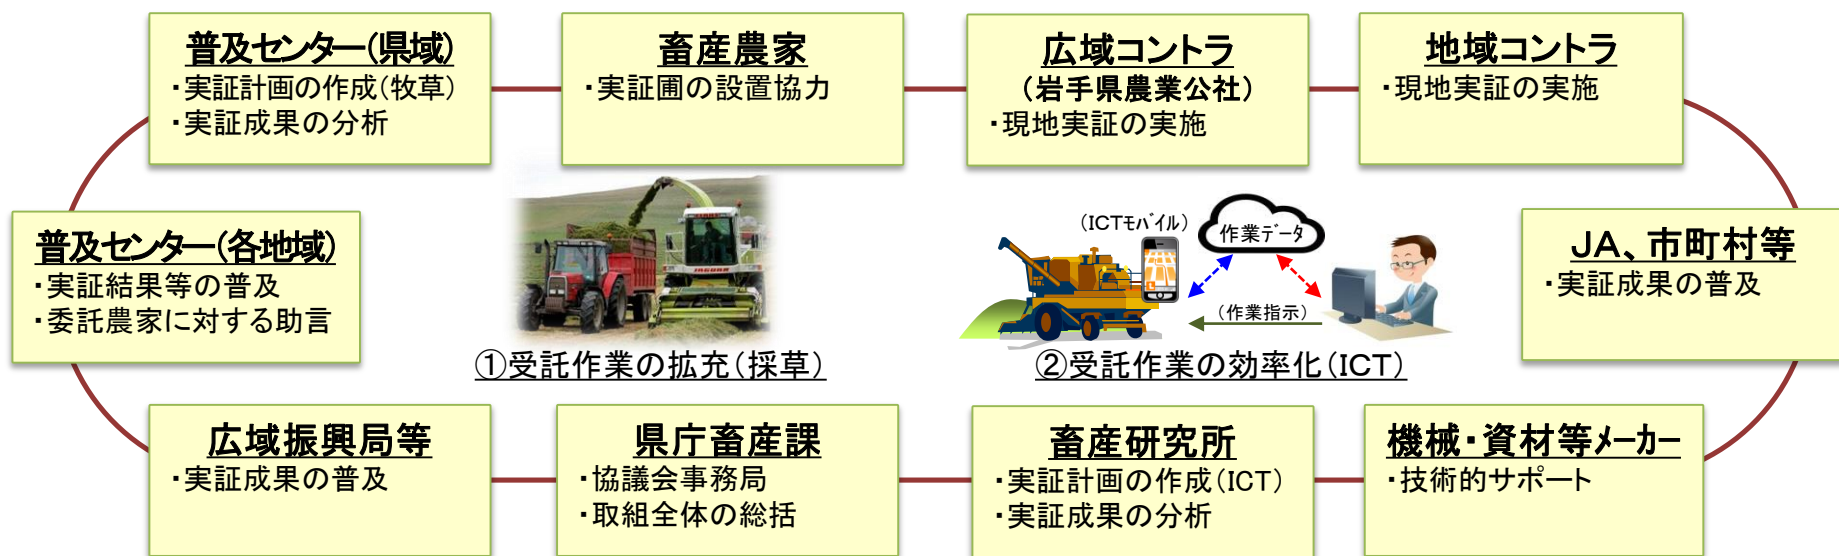 普及センター(県域)
・実証計画の作成(牧草)
・実証成果の分析
畜産農家
・実証圃の設置協力
広域コントラ
(岩手県農業公社)
・現地実証の実施
地域コントラ
・現地実証の実施
普及センター(各地域)
・実証結果等の普及
・委託農家に対する助言
JAGUAR
①受託作業の拡充(採草)
(ICTモバイル)
作業データ
(作業指示)
②受託作業の効率化(ICT)
JA、市町村等
・実証成果の普及
広域振興局等
・実証成果の普及
県庁畜産課
・協議会事務局
・取組全体の総括
畜産研究所
・実証計画の作成(ICT)
・実証成果の分析
機械・資材等メーカー
・技術的サポート